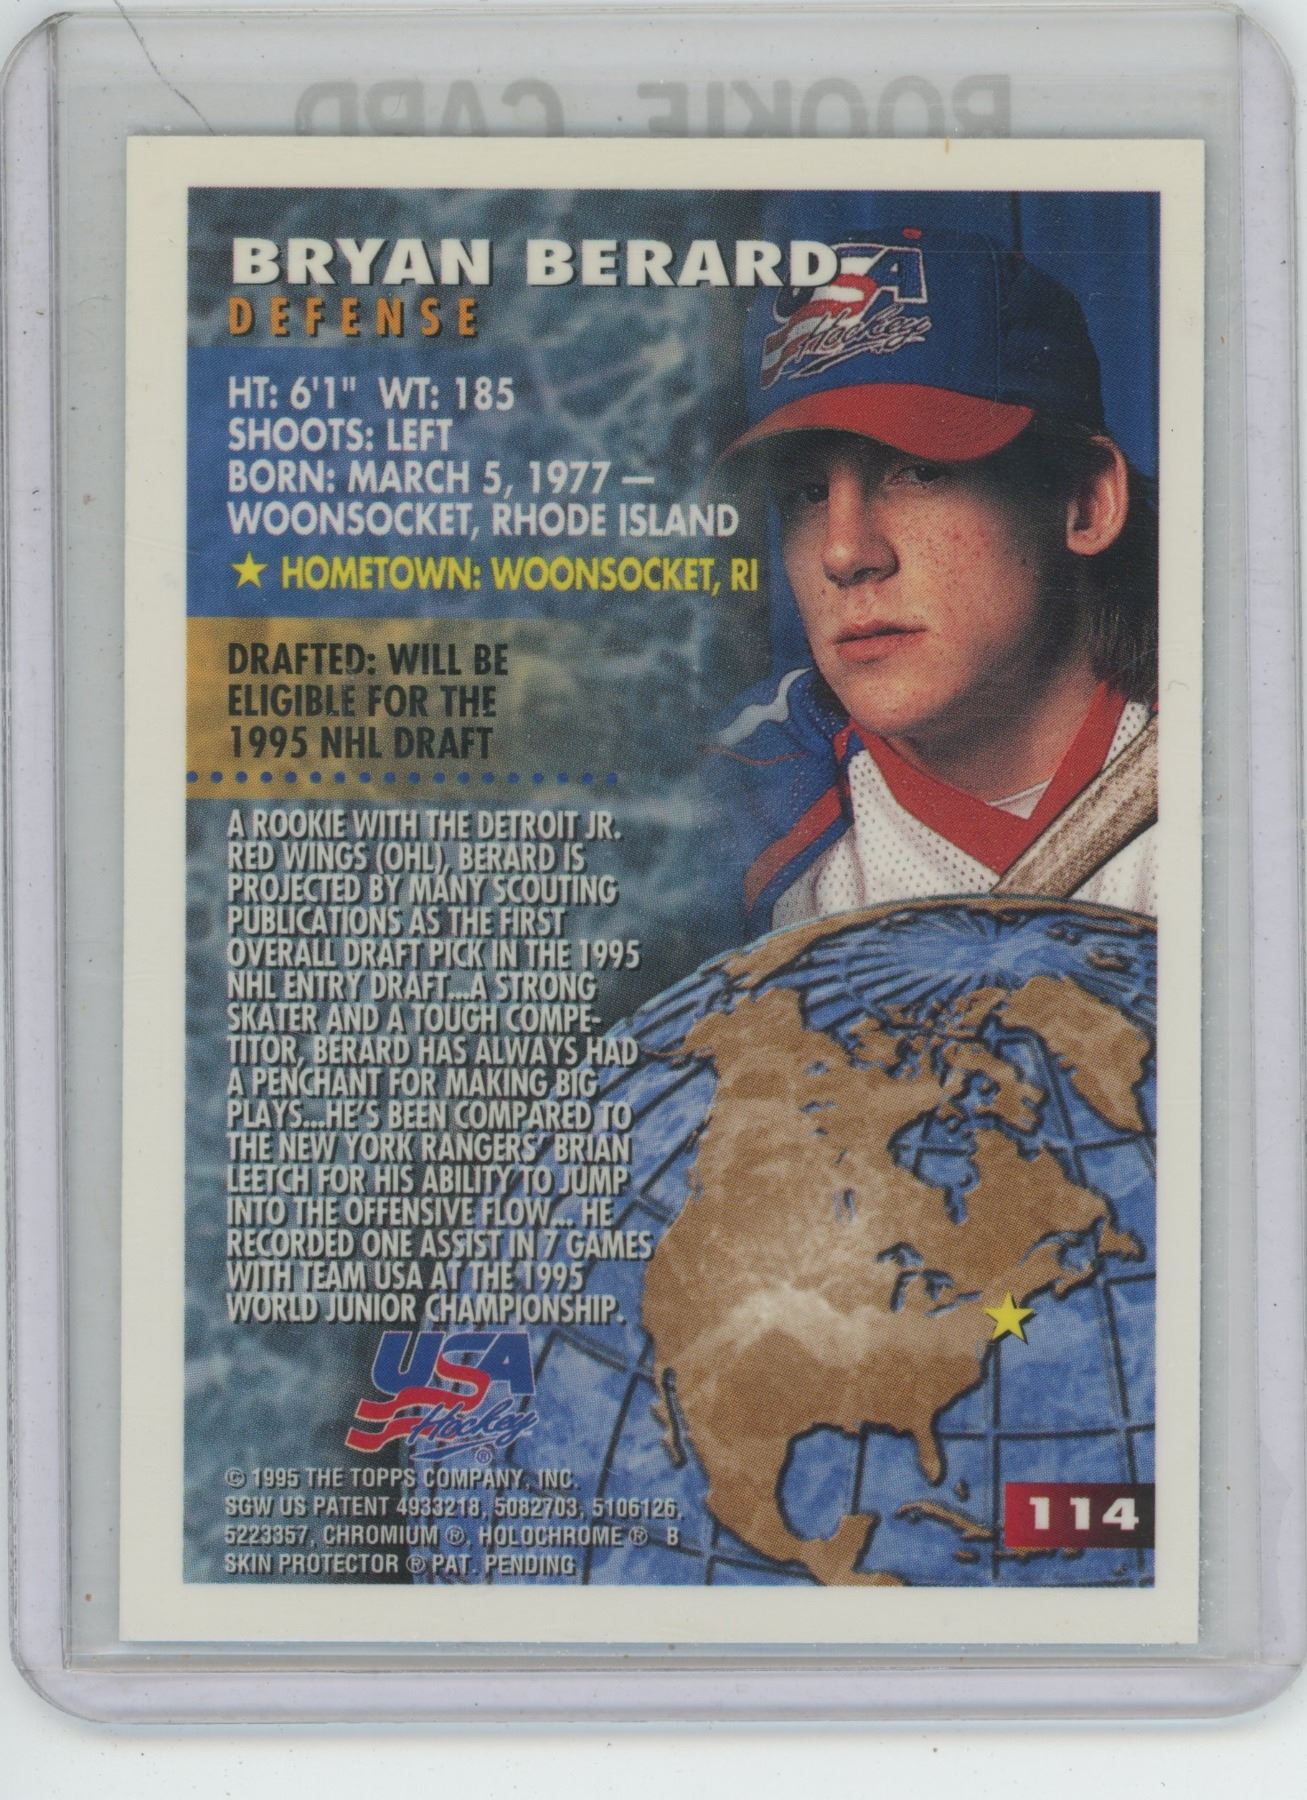 ROOKIE CARD
BRYAN BERARD
DEFENSE
USA
Hockey
HT: 6'1" WT: 185
SHOOTS: LEFT
BORN: MARCH 5, 1977 —
WOONSOCKET, RHODE ISLAND
★ HOMETOWN: WOONSOCKET, RI
DRAFTED: WILL BE
ELIGIBLE FOR THE
1995 NHL DRAFT
A ROOKIE WITH THE DETROIT JR.
RED WINGS (OHL), BERARD IS
PROJECTED BY MANY SCOUTING
PUBLICATIONS AS THE FIRST
OVERALL DRAFT PICK IN THE 1995
NHL ENTRY DRAFT...A STRONG
SKATER AND A TOUGH COMPE-
TITOR, BERARD HAS ALWAYS HAD
A PENCHANT FOR MAKING BIG
PLAYS...HE'S BEEN COMPARED TO
THE NEW YORK RANGERS' BRIAN
LEETCH FOR HIS ABILITY TO JUMP
INTO THE OFFENSIVE FLOW... HE
RECORDED ONE ASSIST IN 7 GAMES
WITH TEAM USA AT THE 1995
WORLD JUNIOR CHAMPIONSHIP.
USA
Hockey
®
© 1995 THE TOPPS COMPANY, INC.
SGW US PATENT 4933218, 5082703, 5106126,
5223357, CHROMIUM ®, HOLOCHROME ® B
SKIN PROTECTOR ® PAT. PENDING
114